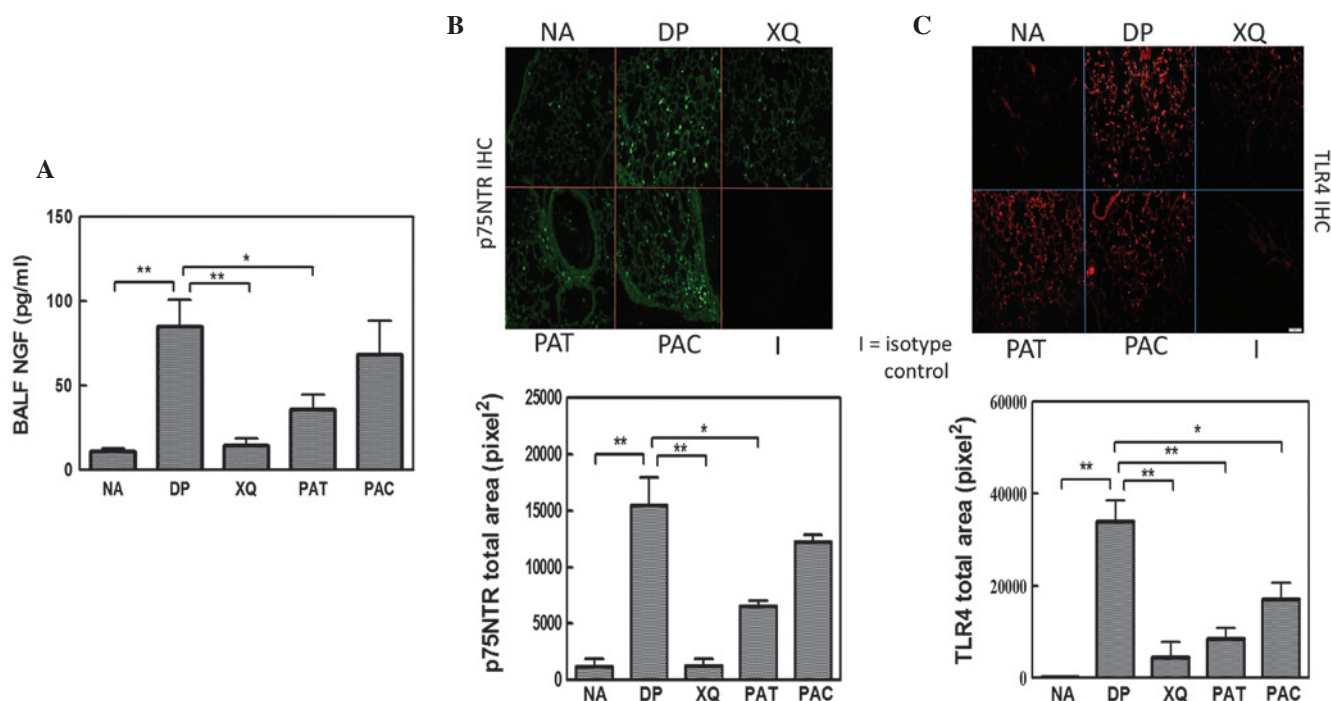 A
BALF NGF (pg/ml)
150
100
50
0
**
**
*
NA DP XQ PAT PAC
B
NA DP XQ
p75NTR IHC
PAT PAC I
I = isotype
control
p75NTR total area (pixel²)
25000
20000
15000
10000
5000
0
**
**
*
NA DP XQ PAT PAC
C
NA DP XQ
TLR4 IHC
PAT PAC I
TLR4 total area (pixel²)
60000
40000
20000
0
**
**
**
*
NA DP XQ PAT PAC